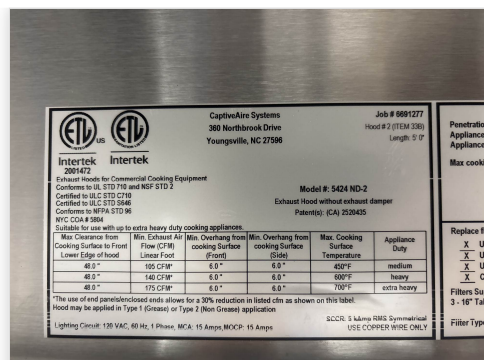 ETL US ETL
Intertek Intertek
2001472
CaptiveAire Systems
360 Northbrook Drive
Youngsville, NC 27596
Job # 6691277
Hood # 2 (ITEM 33B)
Length: 5' 0"
Exhaust Hoods for Commercial Cooking Equipment
Conforms to UL STD 710 and NSF STD 2
Certified to ULC STD C710
Certified to ULC STD S646
Conforms to NFPA STD 96
NYC COA # 5804
Model #: 5424 ND-2
Exhaust Hood without exhaust damper
Patent(s): (CA) 2520435
Suitable for use with up to extra heavy duty cooking appliances.
Max Clearance from Cooking Surface to Front Lower Edge of hood | Min. Exhaust Air Flow (CFM) Linear Foot | Min. Overhang from cooking Surface (Front) | Min. Overhang from cooking Surface (Side) | Max. Cooking Surface Temperature | Appliance Duty
48.0 " 105 CFM* 6.0 " 6.0 " 450°F medium
48.0 " 140 CFM* 6.0 " 6.0 " 600°F heavy
48.0 " 175 CFM* 6.0 " 6.0 " 700°F extra heavy
*The use of end panels/enclosed ends allows for a 30% reduction in listed cfm as shown on this label.
Hood may be applied in Type 1 (Grease) or Type 2 (Non Grease) application
Lighting Circuit: 120 VAC, 60 Hz, 1 Phase, MCA: 15 Amps, MOCP: 15 Amps
SCCR: 5 kAmp RMS Symmetrical
USE COPPER WIRE ONLY
Penetratio
Appliance
Appliance
Max cooki
Replace f
X U
X U
X U
X C
Filters Su
3 - 16" Tal
Filter Type